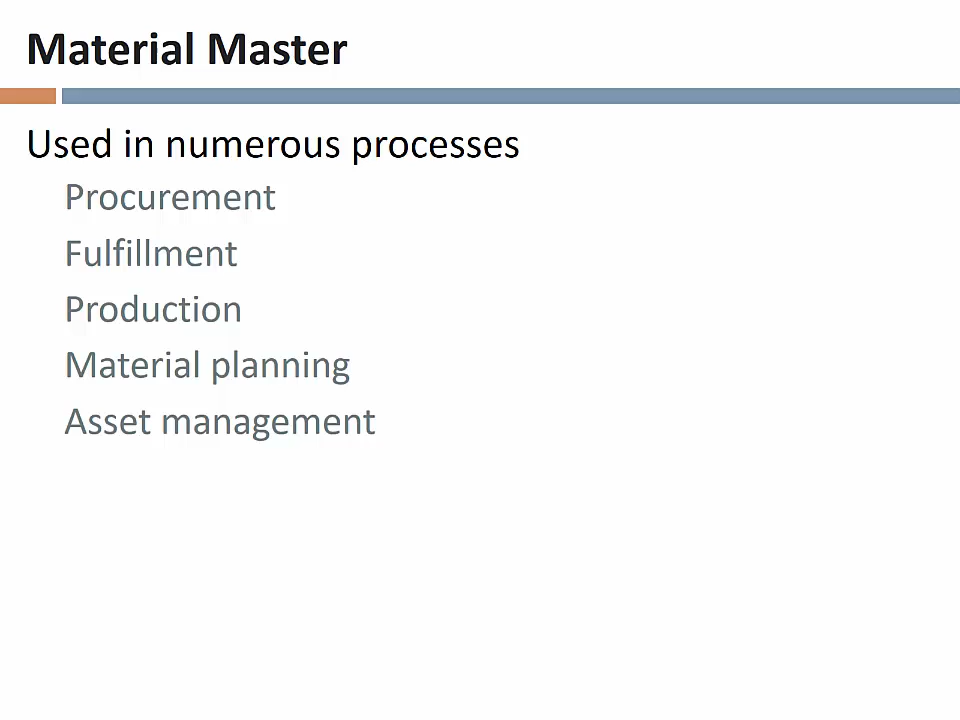 Material Master
Used in numerous processes
Procurement
Fulfillment
Production
Material planning
Asset management